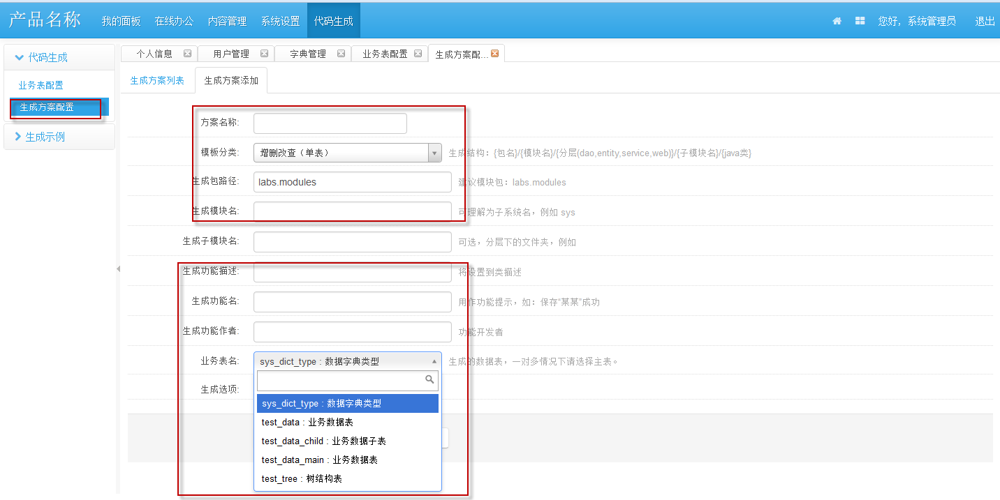 产品名称 我的面板 在线办公 内容管理 系统设置 代码生成 您好，系统管理员 退出
代码生成
业务表配置
生成方案配置
生成示例
个人信息 用户管理 字典管理 业务表配置 生成方案配...
生成方案列表 生成方案添加
方案名称:
模板分类: 增删改查（单表） 生成结构：{包名}/{模块名}/{分层(dao,entity,service,web)}/{子模块名}/{java类}
生成包路径: labs.modules 建议模块包：labs.modules
生成模块名: 可理解为子系统名，例如 sys
生成子模块名: 可选，分层下的文件夹，例如
生成功能描述: 将设置到类描述
生成功能名: 用作功能提示，如：保存“某某”成功
生成功能作者: 功能开发者
业务表名: sys_dict_type : 数据字典类型 生成的数据表，一对多情况下请选择主表。
生成选项:
sys_dict_type : 数据字典类型
test_data : 业务数据表
test_data_child : 业务数据子表
test_data_main : 业务数据表
test_tree : 树结构表